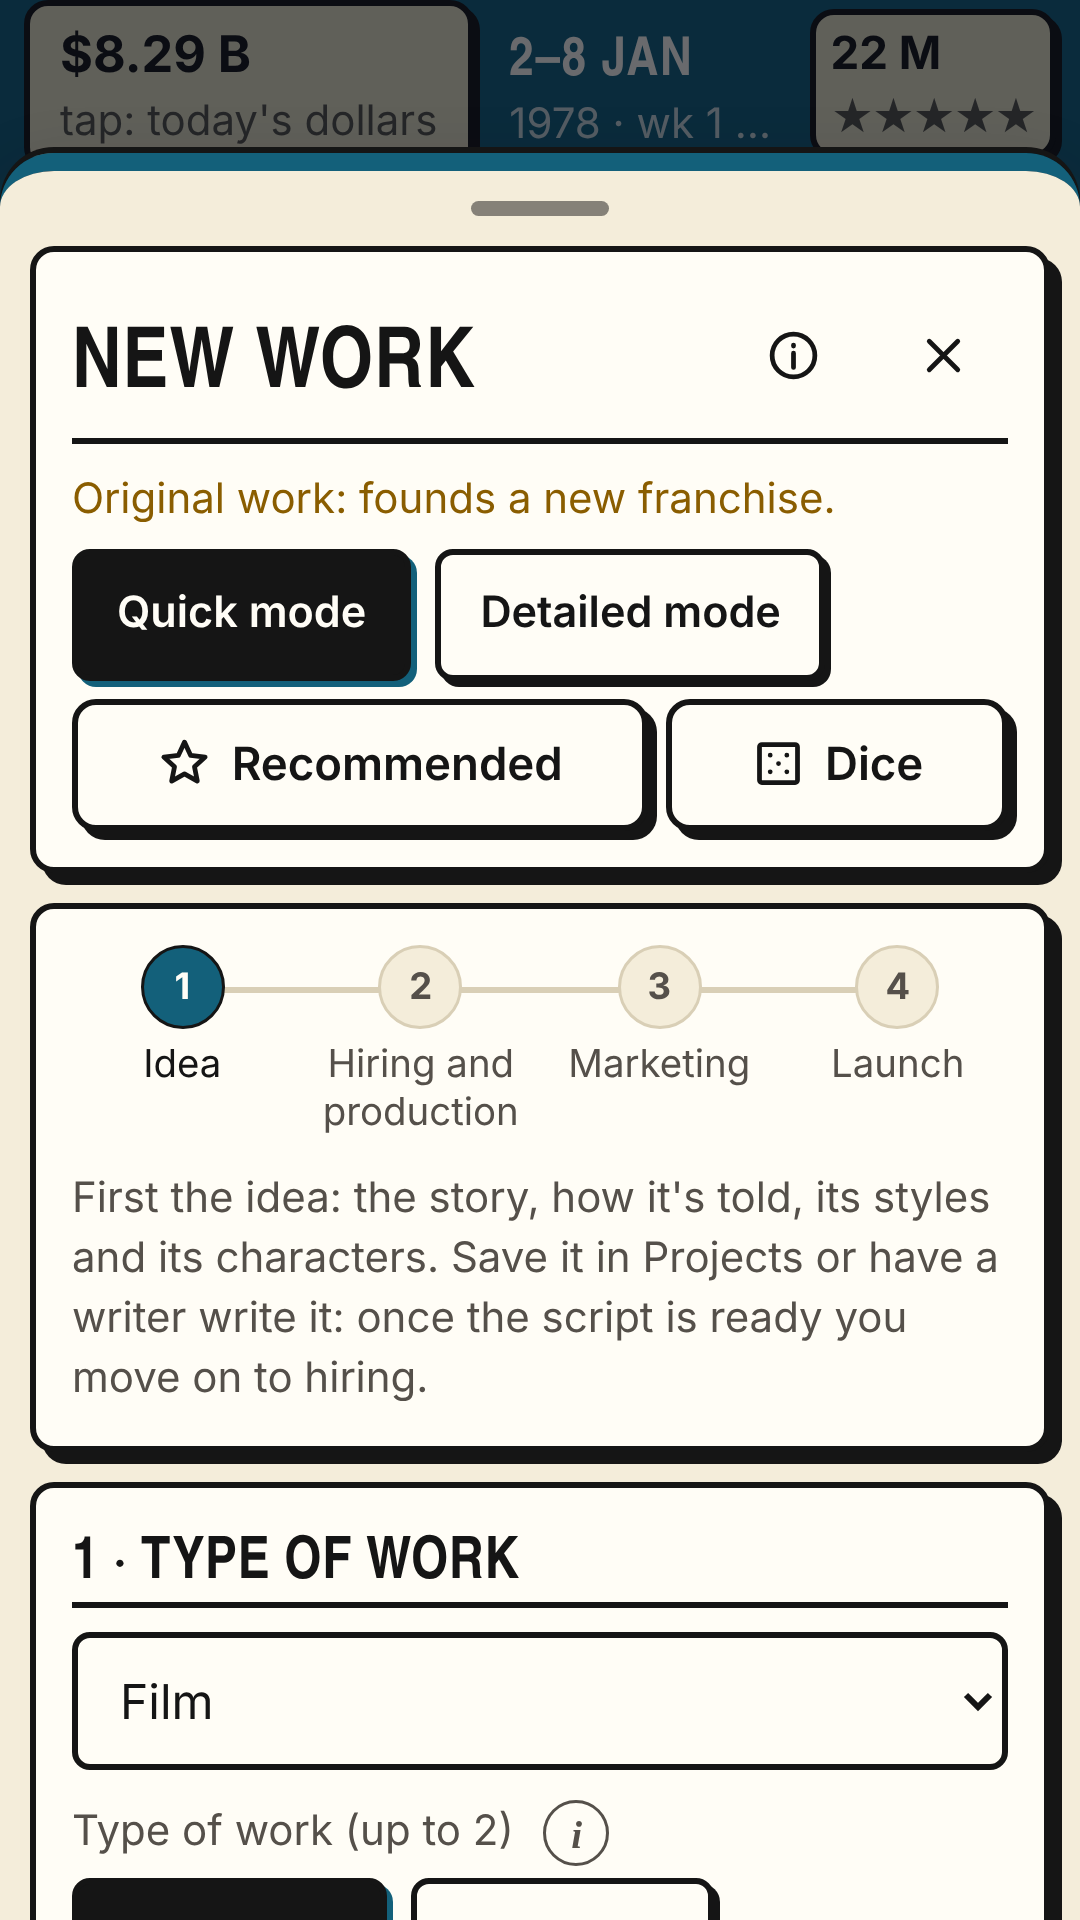 $8.29 B
tap: today's dollars
2–8 JAN
1978 · wk 1 ...
22 M
★★★★★
NEW WORK
Original work: founds a new franchise.
Quick mode
Detailed mode
Recommended
Dice
1
2
3
4
Idea
Hiring and
production
Marketing
Launch
First the idea: the story, how it's told, its styles
and its characters. Save it in Projects or have a
writer write it: once the script is ready you
move on to hiring.
1 · TYPE OF WORK
Film
Type of work (up to 2) i